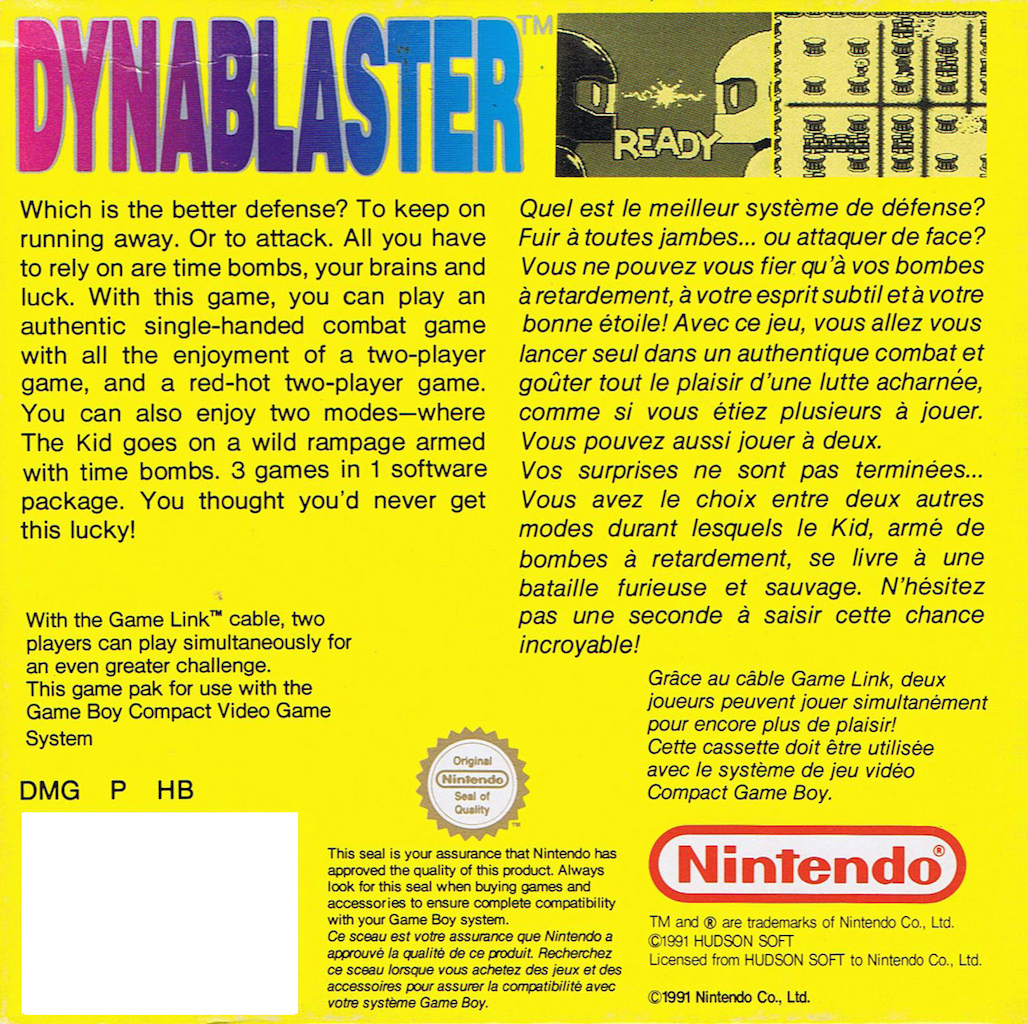 DYNABLASTER™
READY
Which is the better defense? To keep on
running away. Or to attack. All you have
to rely on are time bombs, your brains and
luck. With this game, you can play an
authentic single-handed combat game
with all the enjoyment of a two-player
game, and a red-hot two-player game.
You can also enjoy two modes—where
The Kid goes on a wild rampage armed
with time bombs. 3 games in 1 software
package. You thought you'd never get
this lucky!
With the Game Link™ cable, two
players can play simultaneously for
an even greater challenge.
This game pak for use with the
Game Boy Compact Video Game
System
DMG P HB
Quel est le meilleur système de défense?
Fuir à toutes jambes... ou attaquer de face?
Vous ne pouvez vous fier qu'à vos bombes
à retardement, à votre esprit subtil et à votre
bonne étoile! Avec ce jeu, vous allez vous
lancer seul dans un authentique combat et
goûter tout le plaisir d'une lutte acharnée,
comme si vous étiez plusieurs à jouer.
Vous pouvez aussi jouer à deux.
Vos surprises ne sont pas terminées...
Vous avez le choix entre deux autres
modes durant lesquels le Kid, armé de
bombes à retardement, se livre à une
bataille furieuse et sauvage. N'hésitez
pas une seconde à saisir cette chance
incroyable!
Grâce au câble Game Link, deux
joueurs peuvent jouer simultanément
pour encore plus de plaisir!
Cette cassette doit être utilisée
avec le système de jeu vidéo
Compact Game Boy.
Original
Nintendo
Seal of
Quality
™
This seal is your assurance that Nintendo has
approved the quality of this product. Always
look for this seal when buying games and
accessories to ensure complete compatibility
with your Game Boy system.
Ce sceau est votre assurance que Nintendo a
approuvé la qualité de ce produit. Recherchez
ce sceau lorsque vous achetez des jeux et des
accessoires pour assurer la compatibilité avec
votre système Game Boy.
Nintendo®
TM and ® are trademarks of Nintendo Co., Ltd.
©1991 HUDSON SOFT
Licensed from HUDSON SOFT to Nintendo Co., Ltd.
©1991 Nintendo Co., Ltd.